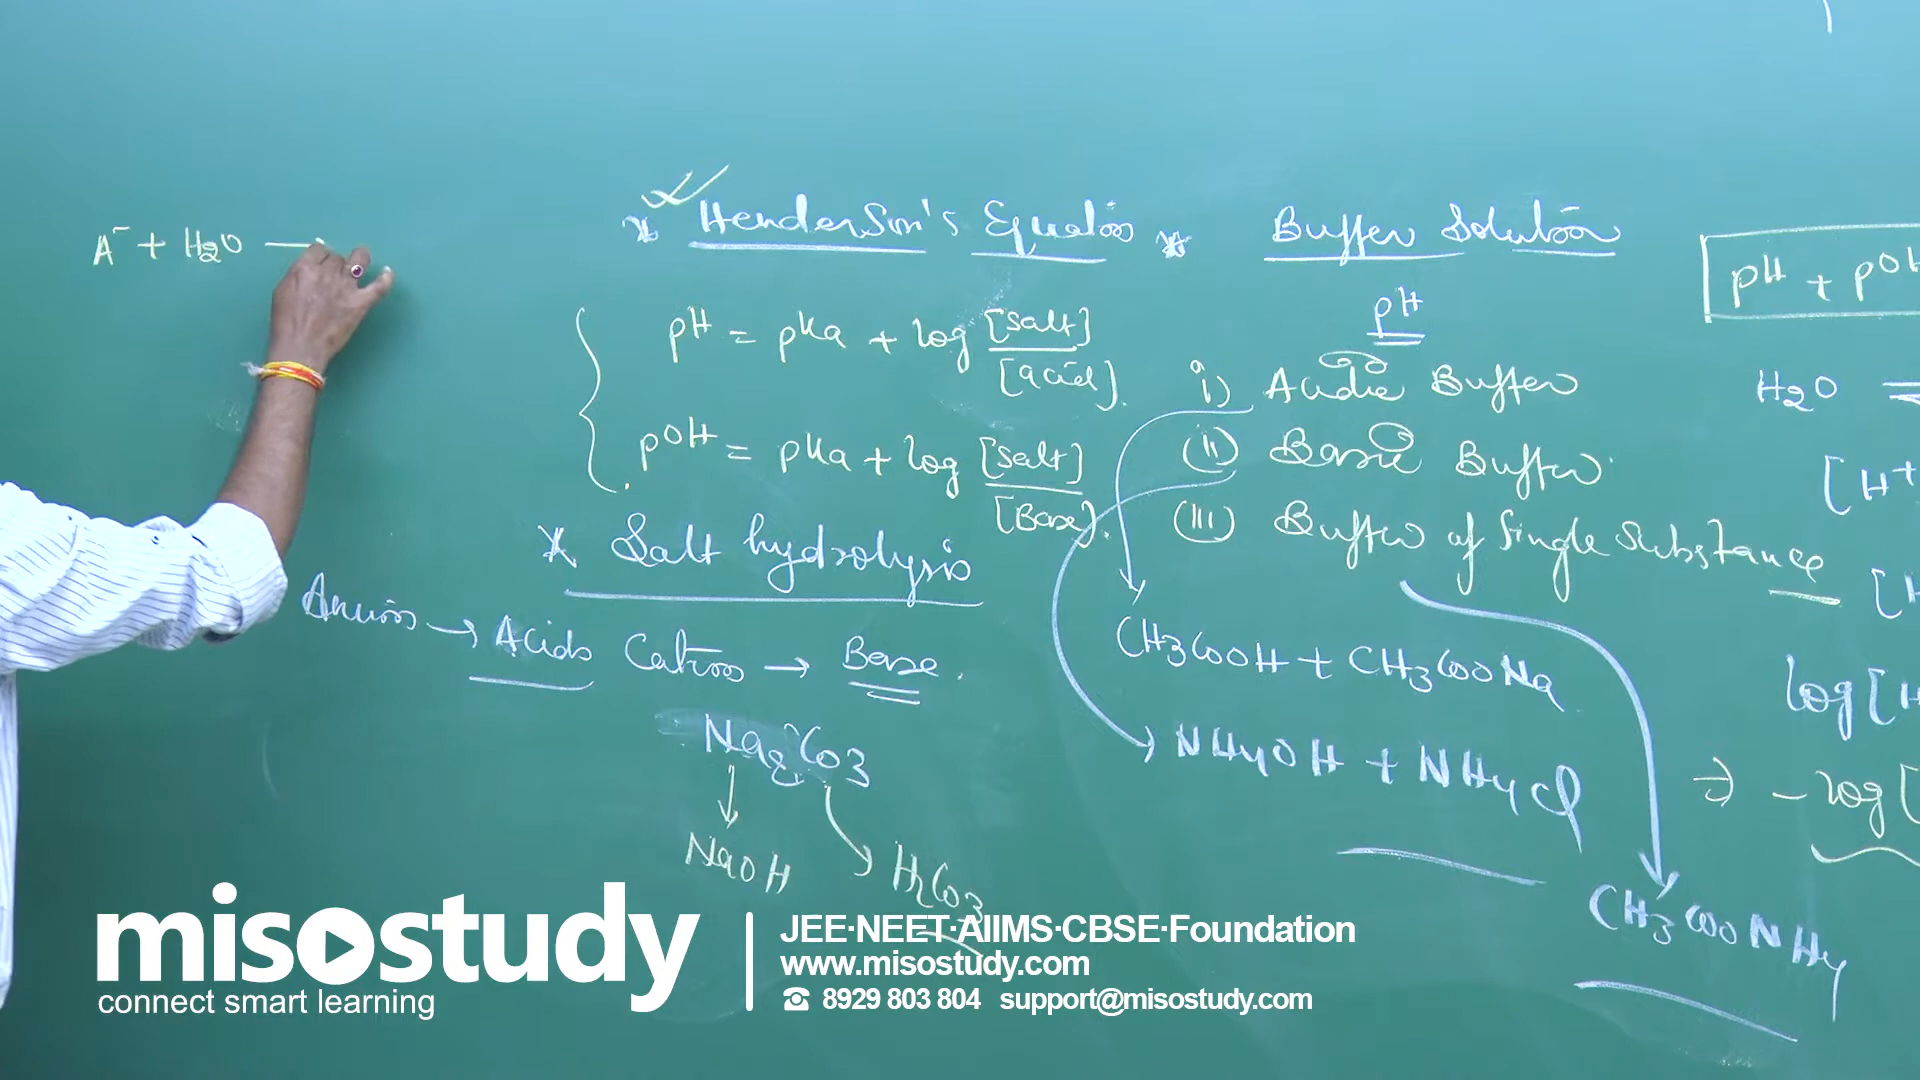 A⁻ + H₂O →
* Henderson's Equation
pH = pKa + log [Salt] / [acid].
pOH = pKa + log [Salt] / [Base].
* Salt hydrolysis
Anions → Acids Cations → Base.
Na₂CO₃
NaOH
H₂CO₃
* Buffer Solution
pH
i) Acidic Buffer
(ii) Basic Buffer
(iii) Buffer of Single Substance
CH₃COOH + CH₃COONa
NH₄OH + NH₄Cl
CH₃COONH₄
pH + pOH
H₂O
[H⁺
[H
log [H
⇒ - log [
misostudy
connect smart learning
JEE·NEET·AIIMS·CBSE·Foundation
www.misostudy.com
☎ 8929 803 804 support@misostudy.com